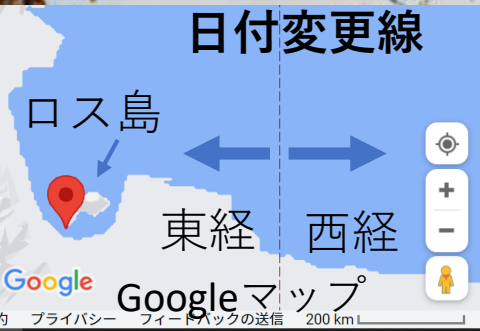 日付変更線
ロス島
東経 西経
Google Googleマップ
約 プライバシー フィードバックの送信 200 km